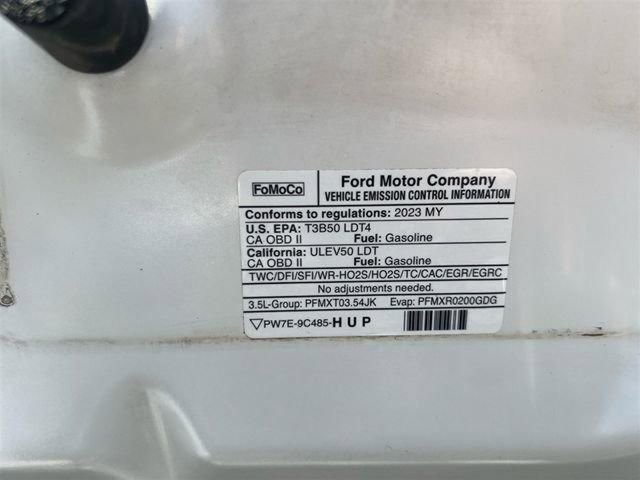 FoMoCo
Ford Motor Company
VEHICLE EMISSION CONTROL INFORMATION
Conforms to regulations: 2023 MY
U.S. EPA: T3B50 LDT4
CA OBD II Fuel: Gasoline
California: ULEV50 LDT
CA OBD II Fuel: Gasoline
TWC/DFI/SFI/WR-HO2S/HO2S/TC/CAC/EGR/EGRC
No adjustments needed.
3.5L-Group: PFMXT03.54JK Evap: PFMXR0200GDG
PW7E-9C485-HUP